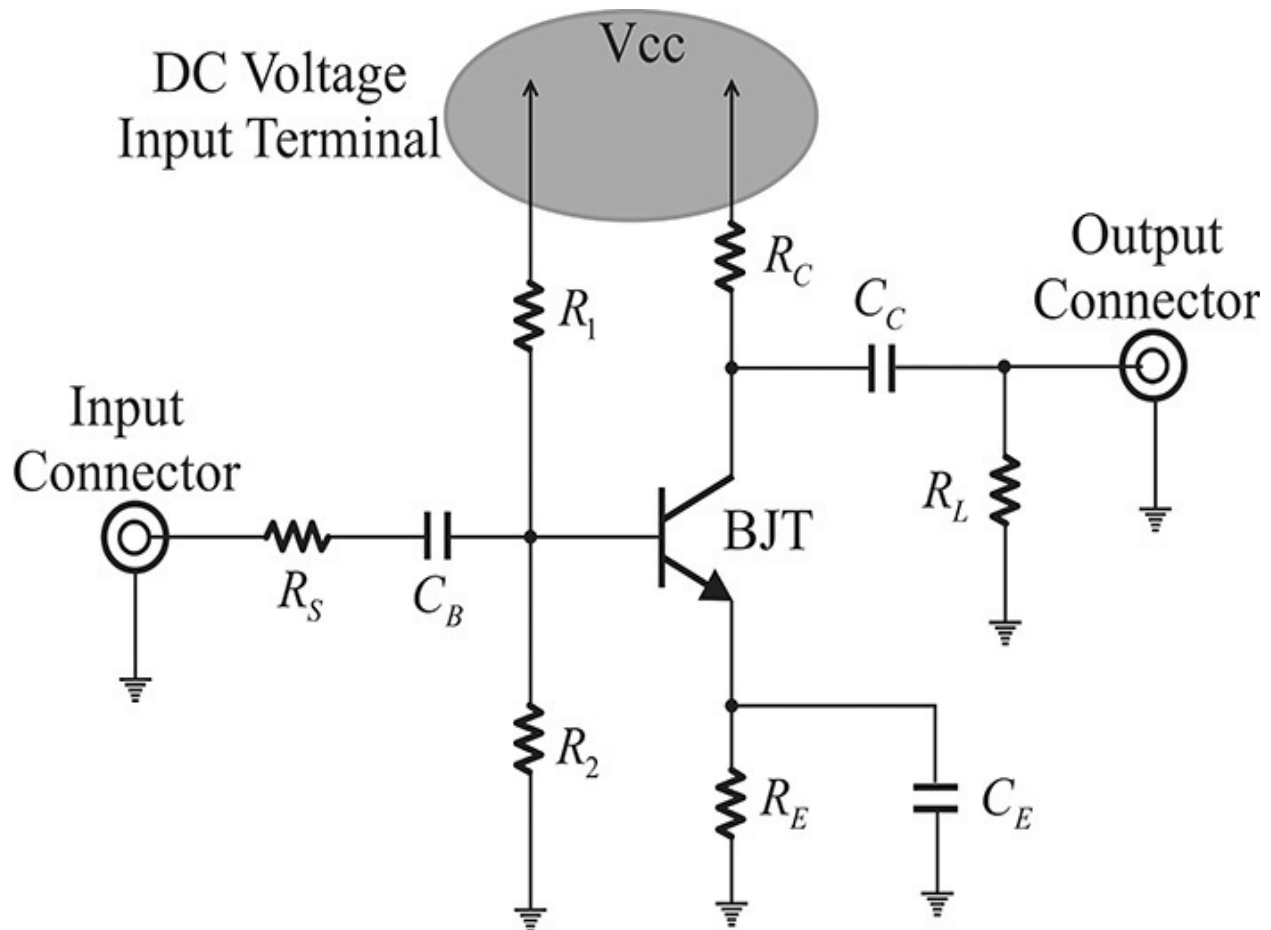 Vcc
DC Voltage
Input Terminal
R_C
Output
Connector
C_C
R_1
Input
Connector
R_L
BJT
R_S
C_B
R_2
R_E
C_E